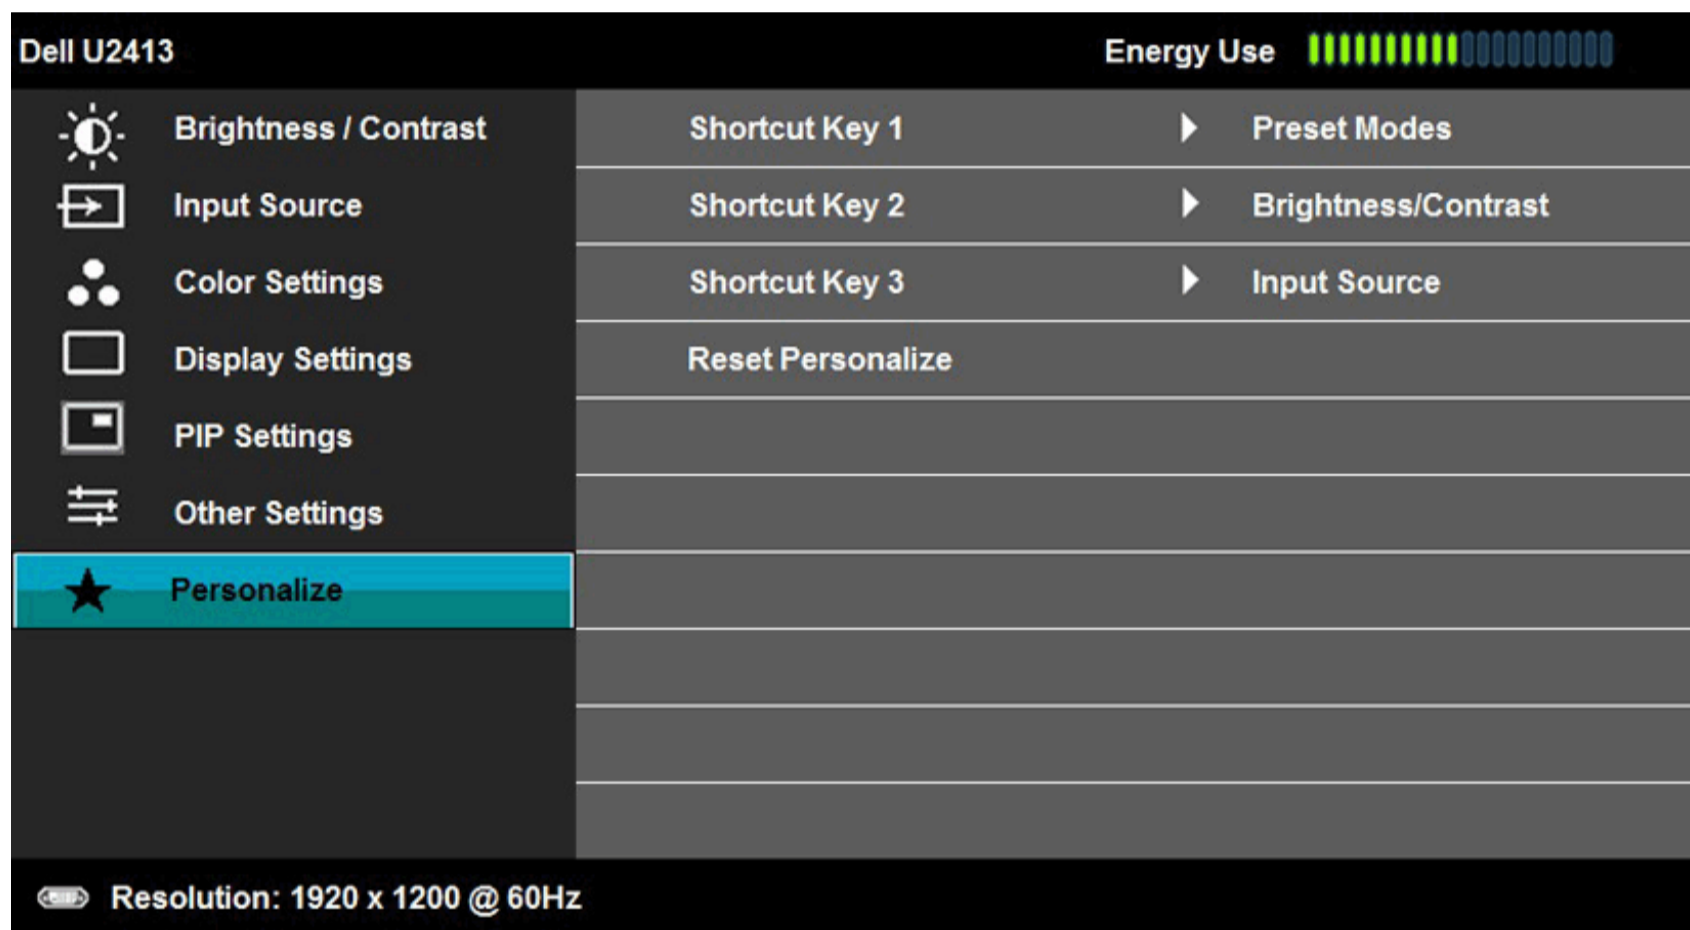 Dell U2413 Energy Use
Brightness / Contrast Shortcut Key 1 Preset Modes
Input Source Shortcut Key 2 Brightness/Contrast
Color Settings Shortcut Key 3 Input Source
Display Settings Reset Personalize
PIP Settings
Other Settings
Personalize
Resolution: 1920 x 1200 @ 60Hz